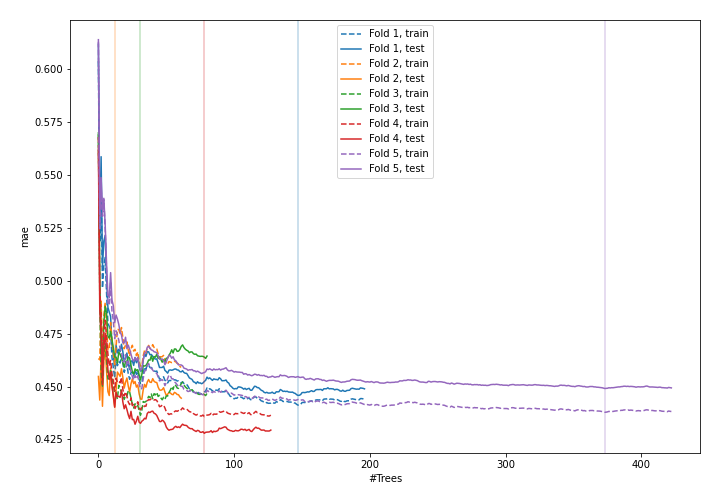 Fold 1, train
Fold 1, test
Fold 2, train
Fold 2, test
Fold 3, train
Fold 3, test
Fold 4, train
Fold 4, test
Fold 5, train
Fold 5, test
mae
0.600
0.575
0.550
0.525
0.500
0.475
0.450
0.425
0 100 200 300 400
#Trees